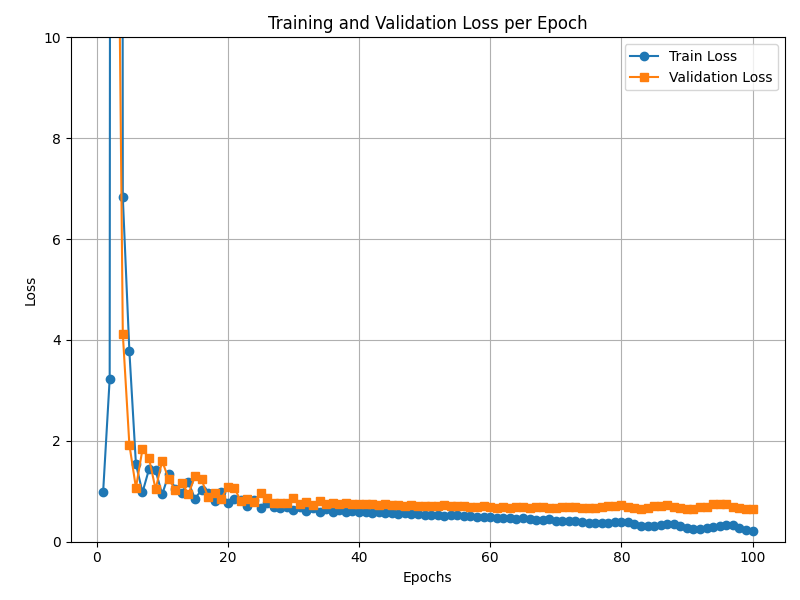 Training and Validation Loss per Epoch
Train Loss
Validation Loss
10
8
6
4
2
0
Loss
0 20 40 60 80 100
Epochs